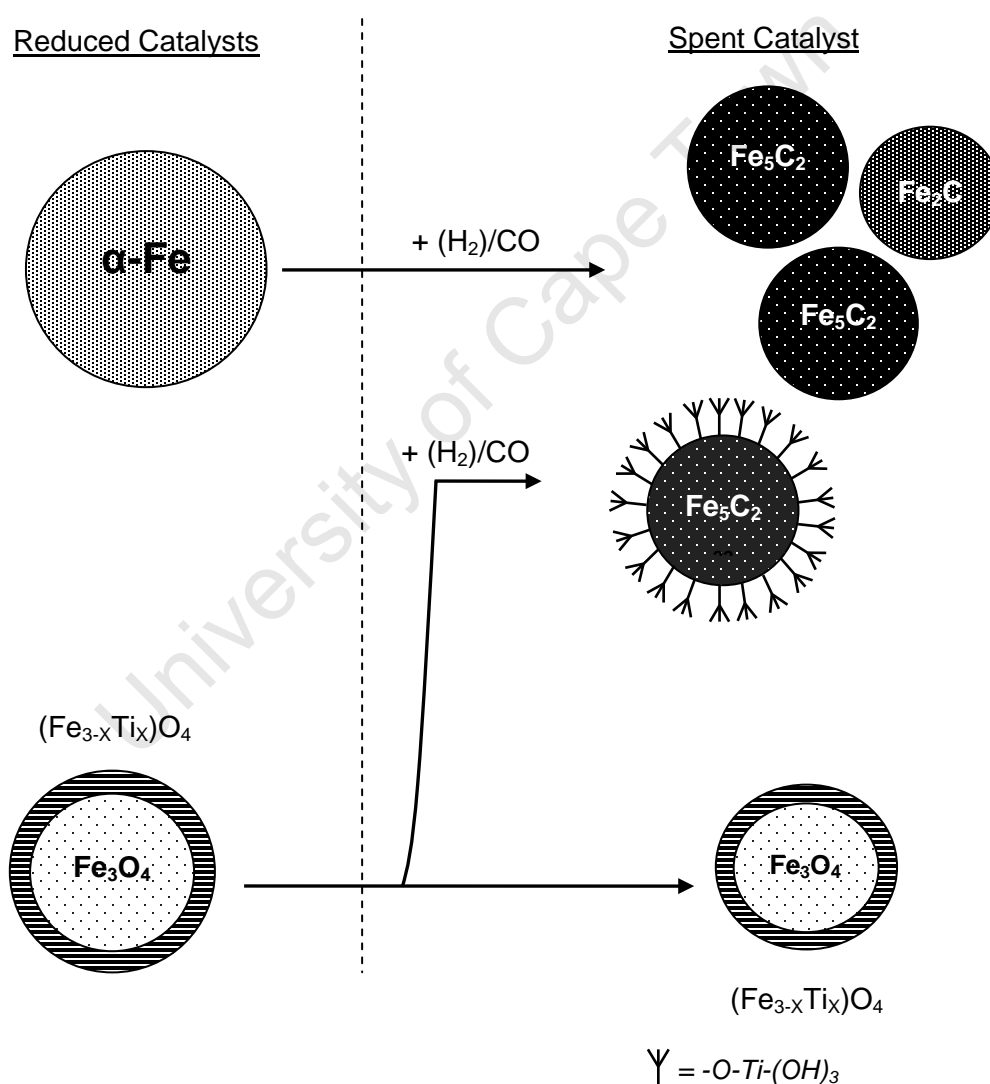 Reduced Catalysts
Spent Catalyst
Fe₅C₂
Fe₂C
α-Fe
+ (H₂)/CO
Fe₅C₂
+ (H₂)/CO
Fe₅C₂
(Fe₃₋ₓTiₓ)O₄
Fe₃O₄
Fe₃O₄
(Fe₃₋ₓTiₓ)O₄
= -O-Ti-(OH)₃
University of Cape Town